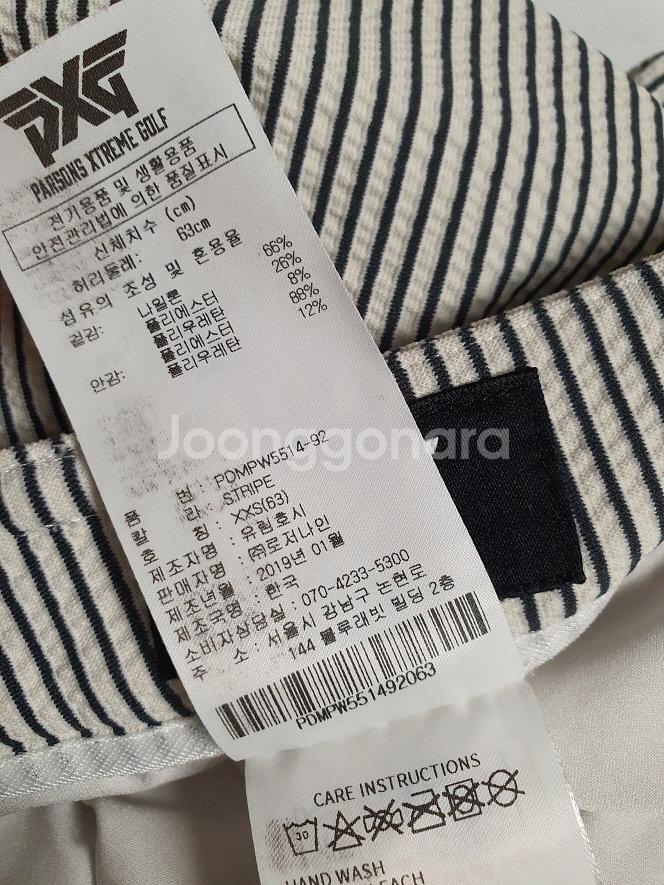 PXG
PARSONS XTREME GOLF
전기용품 및 생활용품
안전관리법에 의한 품질표시
신체치수 (cm)
허리둘레: 63cm
섬유의 조성 및 혼용율
겉감: 나일론 66%
폴리에스터 26%
폴리우레탄 8%
안감: 폴리에스터 88%
폴리우레탄 12%
Joonggonara
품 번 : PDMPW5514-92
칼 라 : STRIPE
호 칭 : XXS(63)
제조자명 : 유림호시
판매자명 : ㈜로저나인
제조년월 : 2019년 01월
제조국명 : 한국
소비자상담실 : 070-4233-5300
주 소 : 서울시 강남구 논현로
144 블루래빗 빌딩 2층
PDMPW551492063
CARE INSTRUCTIONS
30
HAND WASH